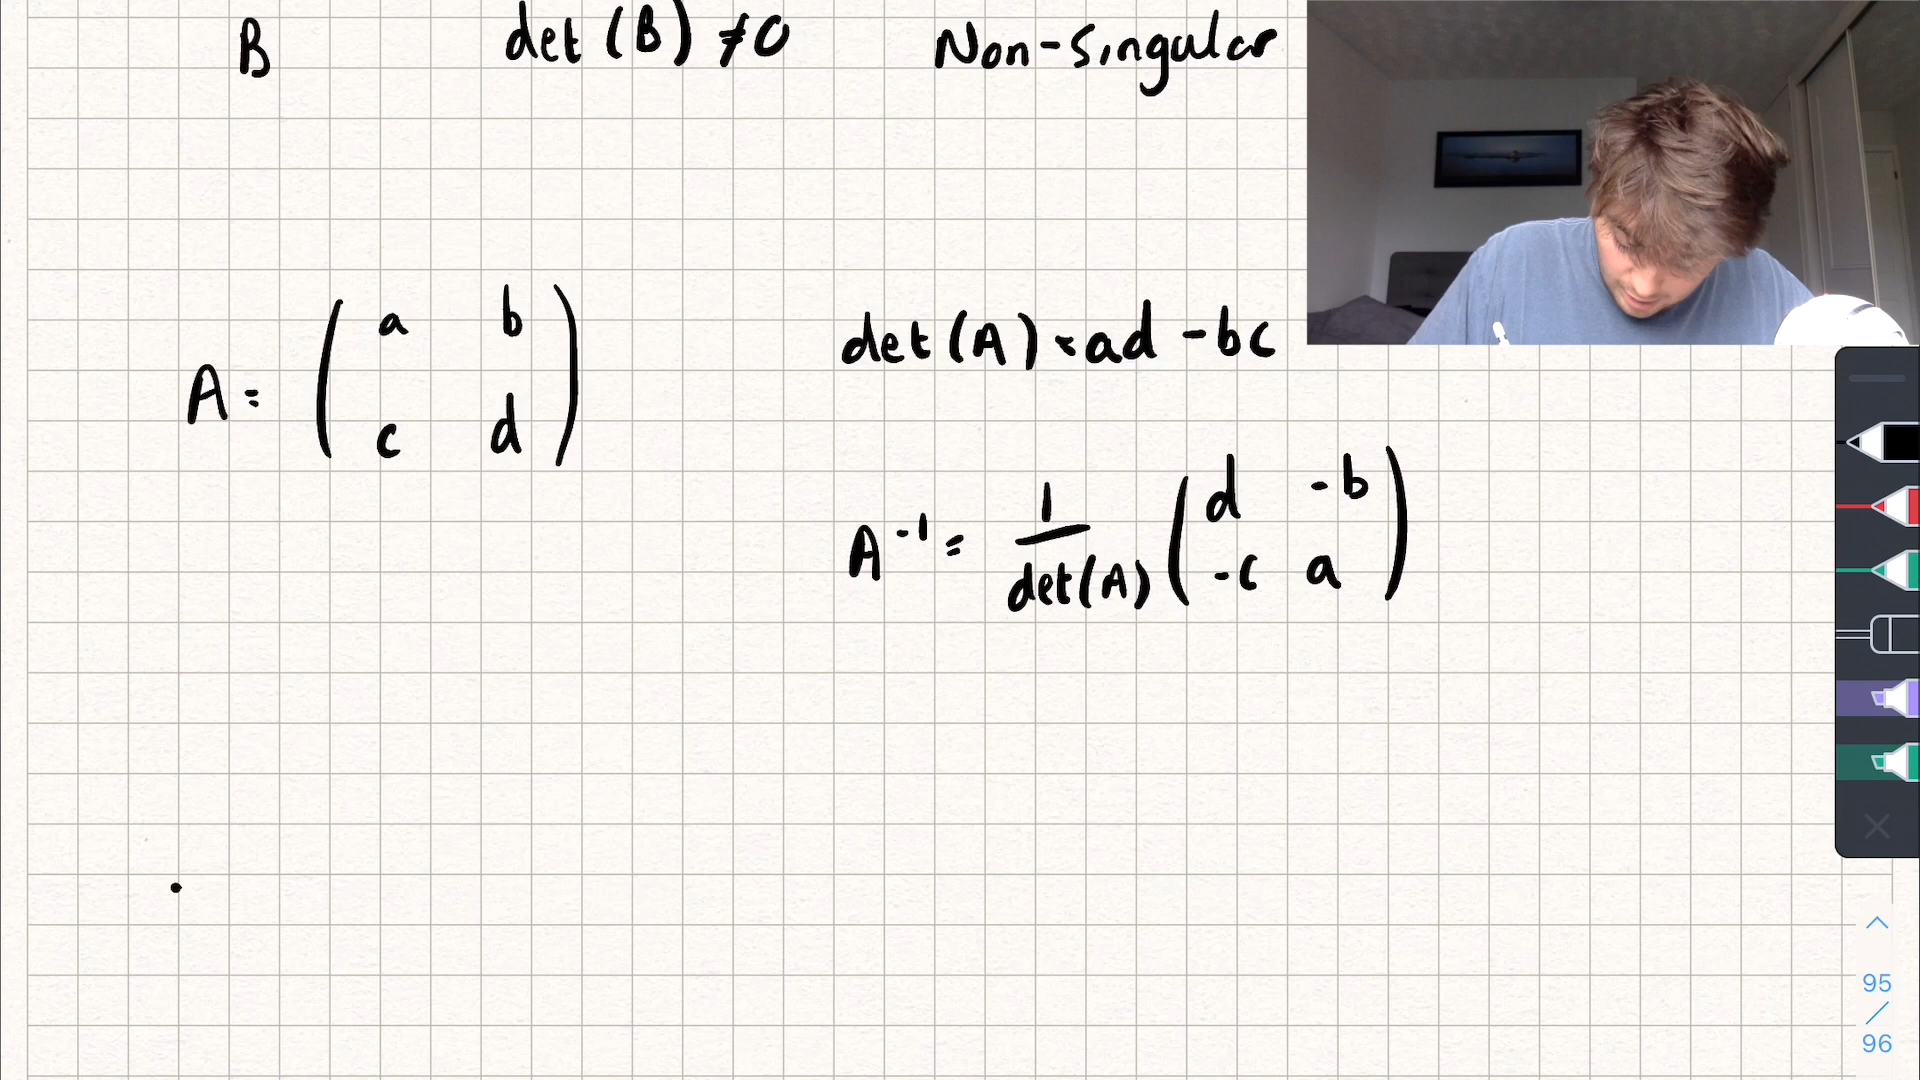 B det (B) ≠0 Non-Singular
A = ( a b
c d )
det (A) = ad - bc
A^-1 = 1/det(A) ( d -b
-c a )
95
/
96